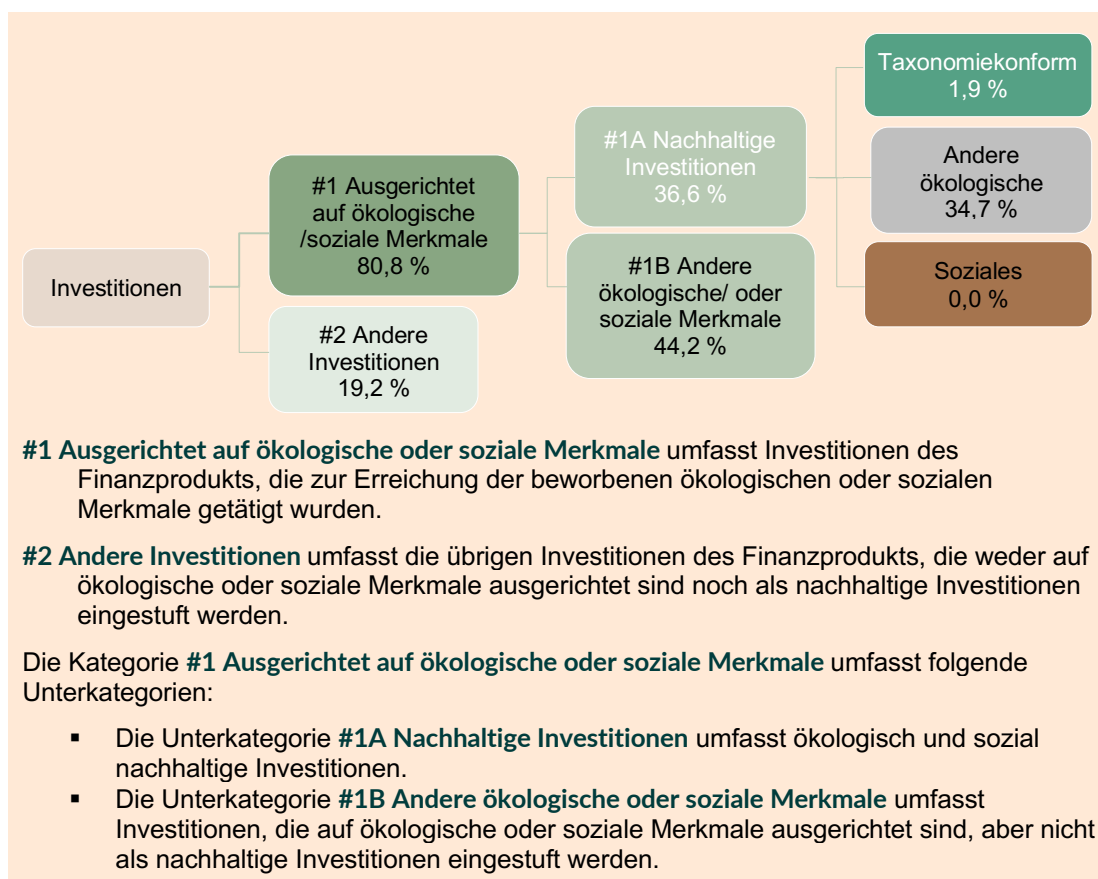 Investitionen
#1 Ausgerichtet
auf ökologische
/soziale Merkmale
80,8 %
#2 Andere
Investitionen
19,2 %
#1A Nachhaltige
Investitionen
36,6 %
#1B Andere
ökologische/ oder
soziale Merkmale
44,2 %
Taxonomiekonform
1,9 %
Andere
ökologische
34,7 %
Soziales
0,0 %
#1 Ausgerichtet auf ökologische oder soziale Merkmale umfasst Investitionen des
Finanzprodukts, die zur Erreichung der beworbenen ökologischen oder sozialen
Merkmale getätigt wurden.
#2 Andere Investitionen umfasst die übrigen Investitionen des Finanzprodukts, die weder auf
ökologische oder soziale Merkmale ausgerichtet sind noch als nachhaltige Investitionen
eingestuft werden.
Die Kategorie #1 Ausgerichtet auf ökologische oder soziale Merkmale umfasst folgende
Unterkategorien:
▪ Die Unterkategorie #1A Nachhaltige Investitionen umfasst ökologisch und sozial
nachhaltige Investitionen.
▪ Die Unterkategorie #1B Andere ökologische oder soziale Merkmale umfasst
Investitionen, die auf ökologische oder soziale Merkmale ausgerichtet sind, aber nicht
als nachhaltige Investitionen eingestuft werden.